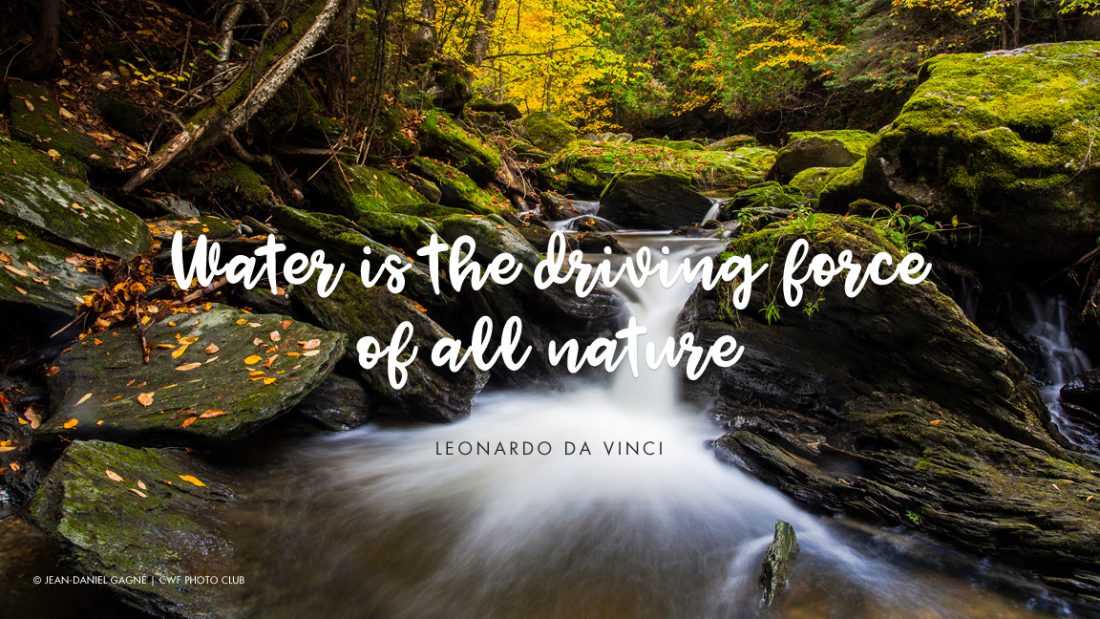 Water is the driving force
of all nature
LEONARDO DA VINCI
© JEAN-DANIEL GAGNÉ | CWF PHOTO CLUB